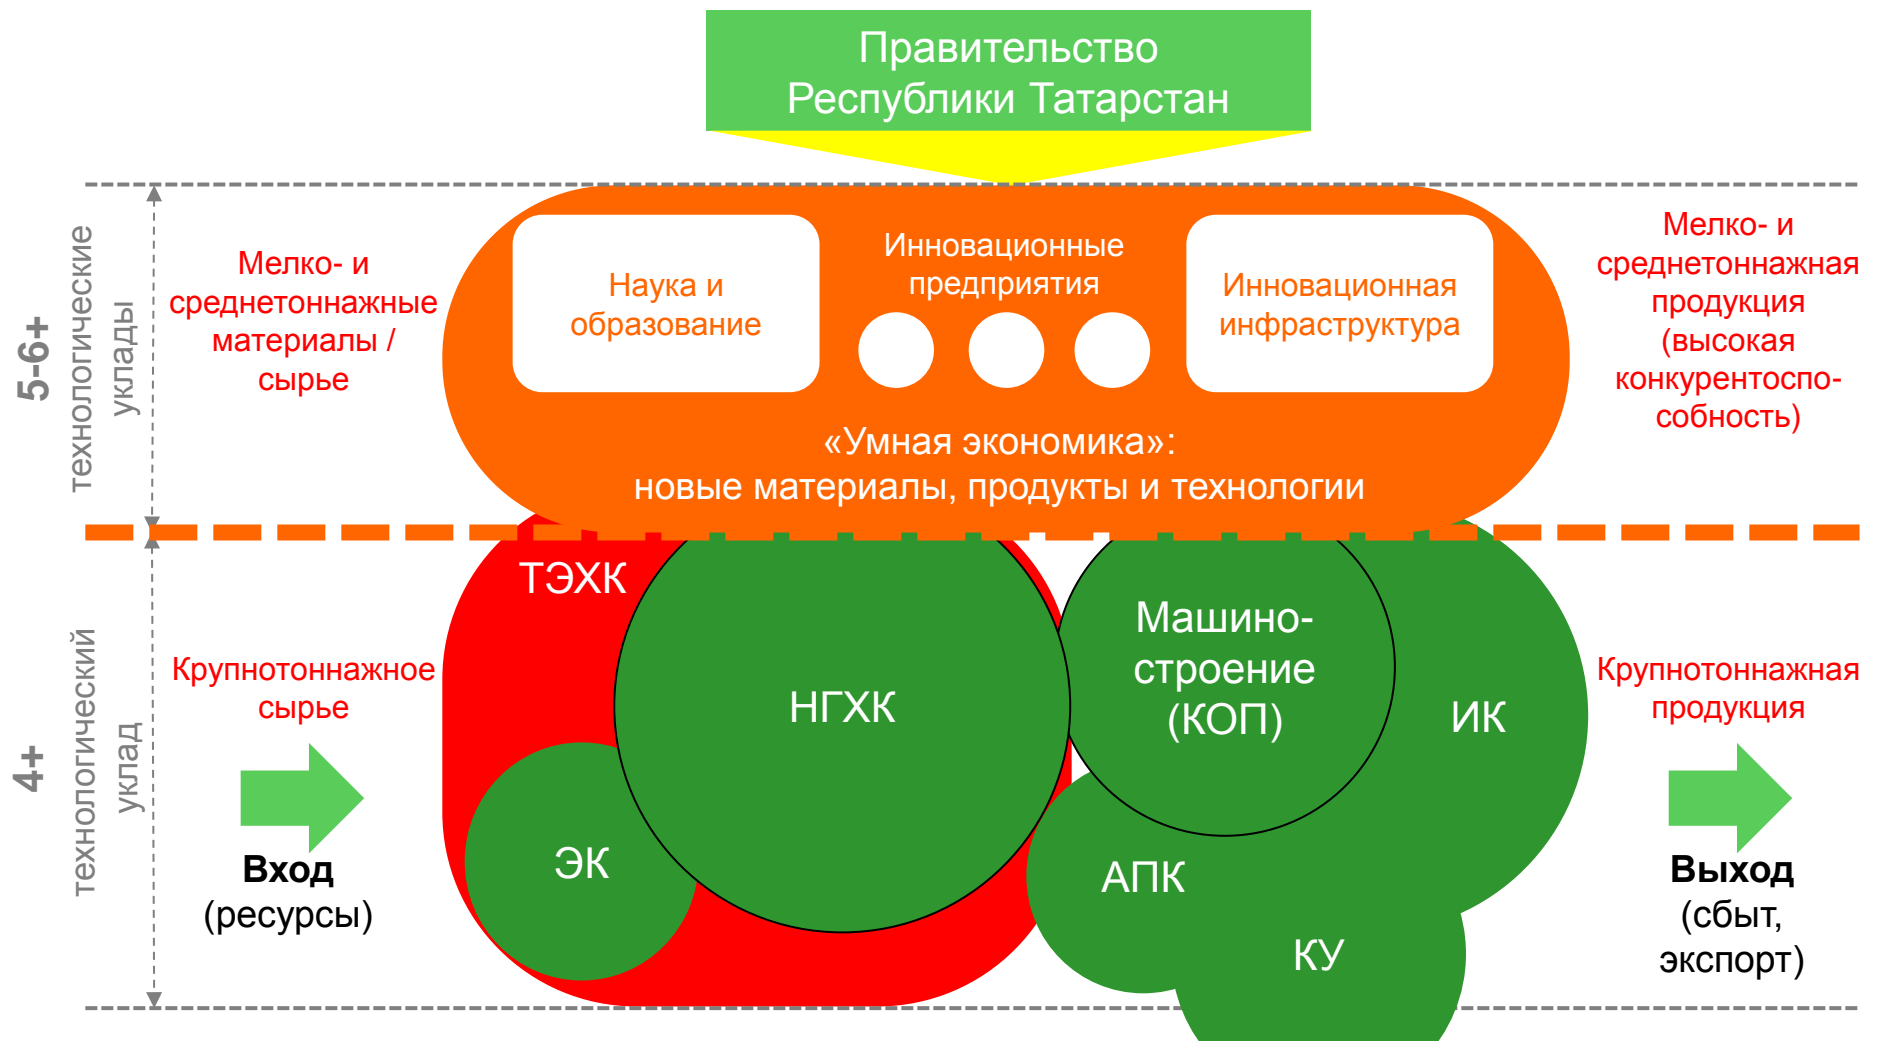 Правительство
Республики Татарстан
5-6+
технологические
уклады
Мелко- и
среднетоннажные
материалы /
сырье
Наука и
образование
Инновационные
предприятия
Инновационная
инфраструктура
«Умная экономика»:
новые материалы, продукты и технологии
Мелко- и
среднетоннажная
продукция
(высокая
конкурентоспо-
собность)
4+
технологический
уклад
Крупнотоннажное
сырье
Вход
(ресурсы)
ТЭХК
НГХК
ЭК
Машино-
строение
(КОП)
ИК
АПК
КУ
Крупнотоннажная
продукция
Выход
(сбыт,
экспорт)